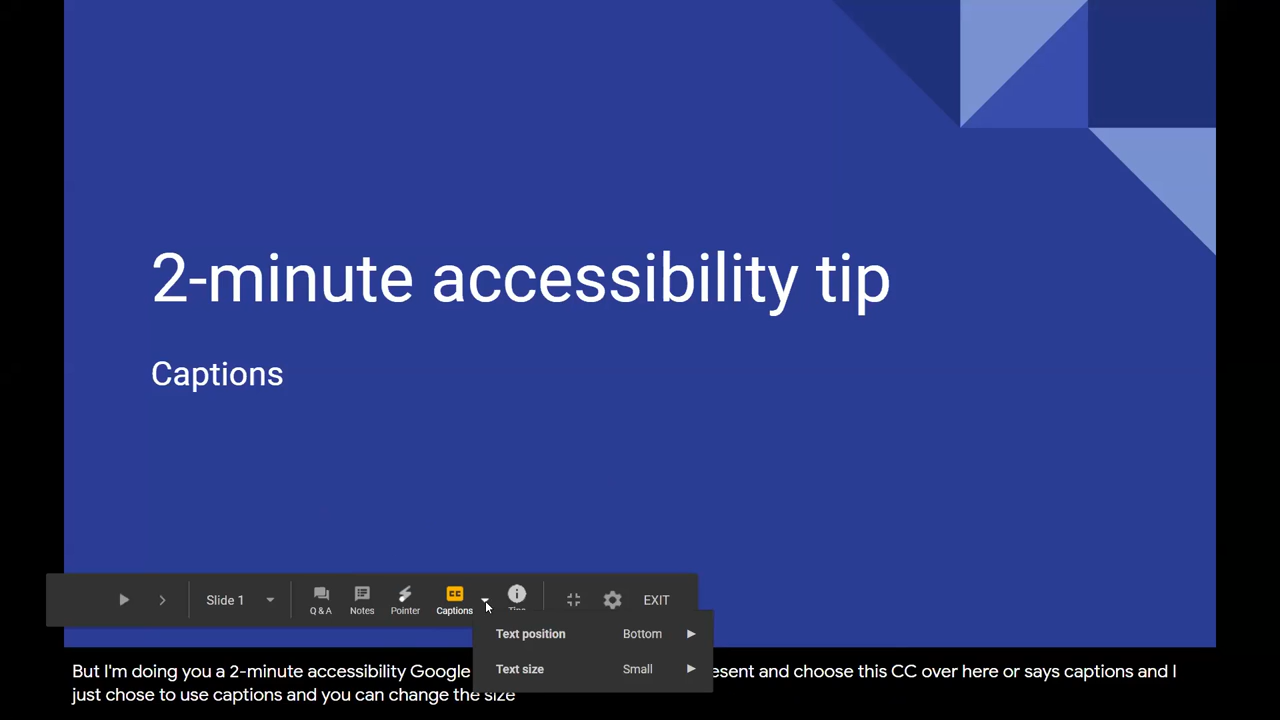 2-minute accessibility tip
Captions
Slide 1
Q & A
Notes
Pointer
CC
Captions
EXIT
Text position Bottom
Text size Small
But I'm doing you a 2-minute accessibility Google esent and choose this CC over here or says captions and I
just chose to use captions and you can change the size